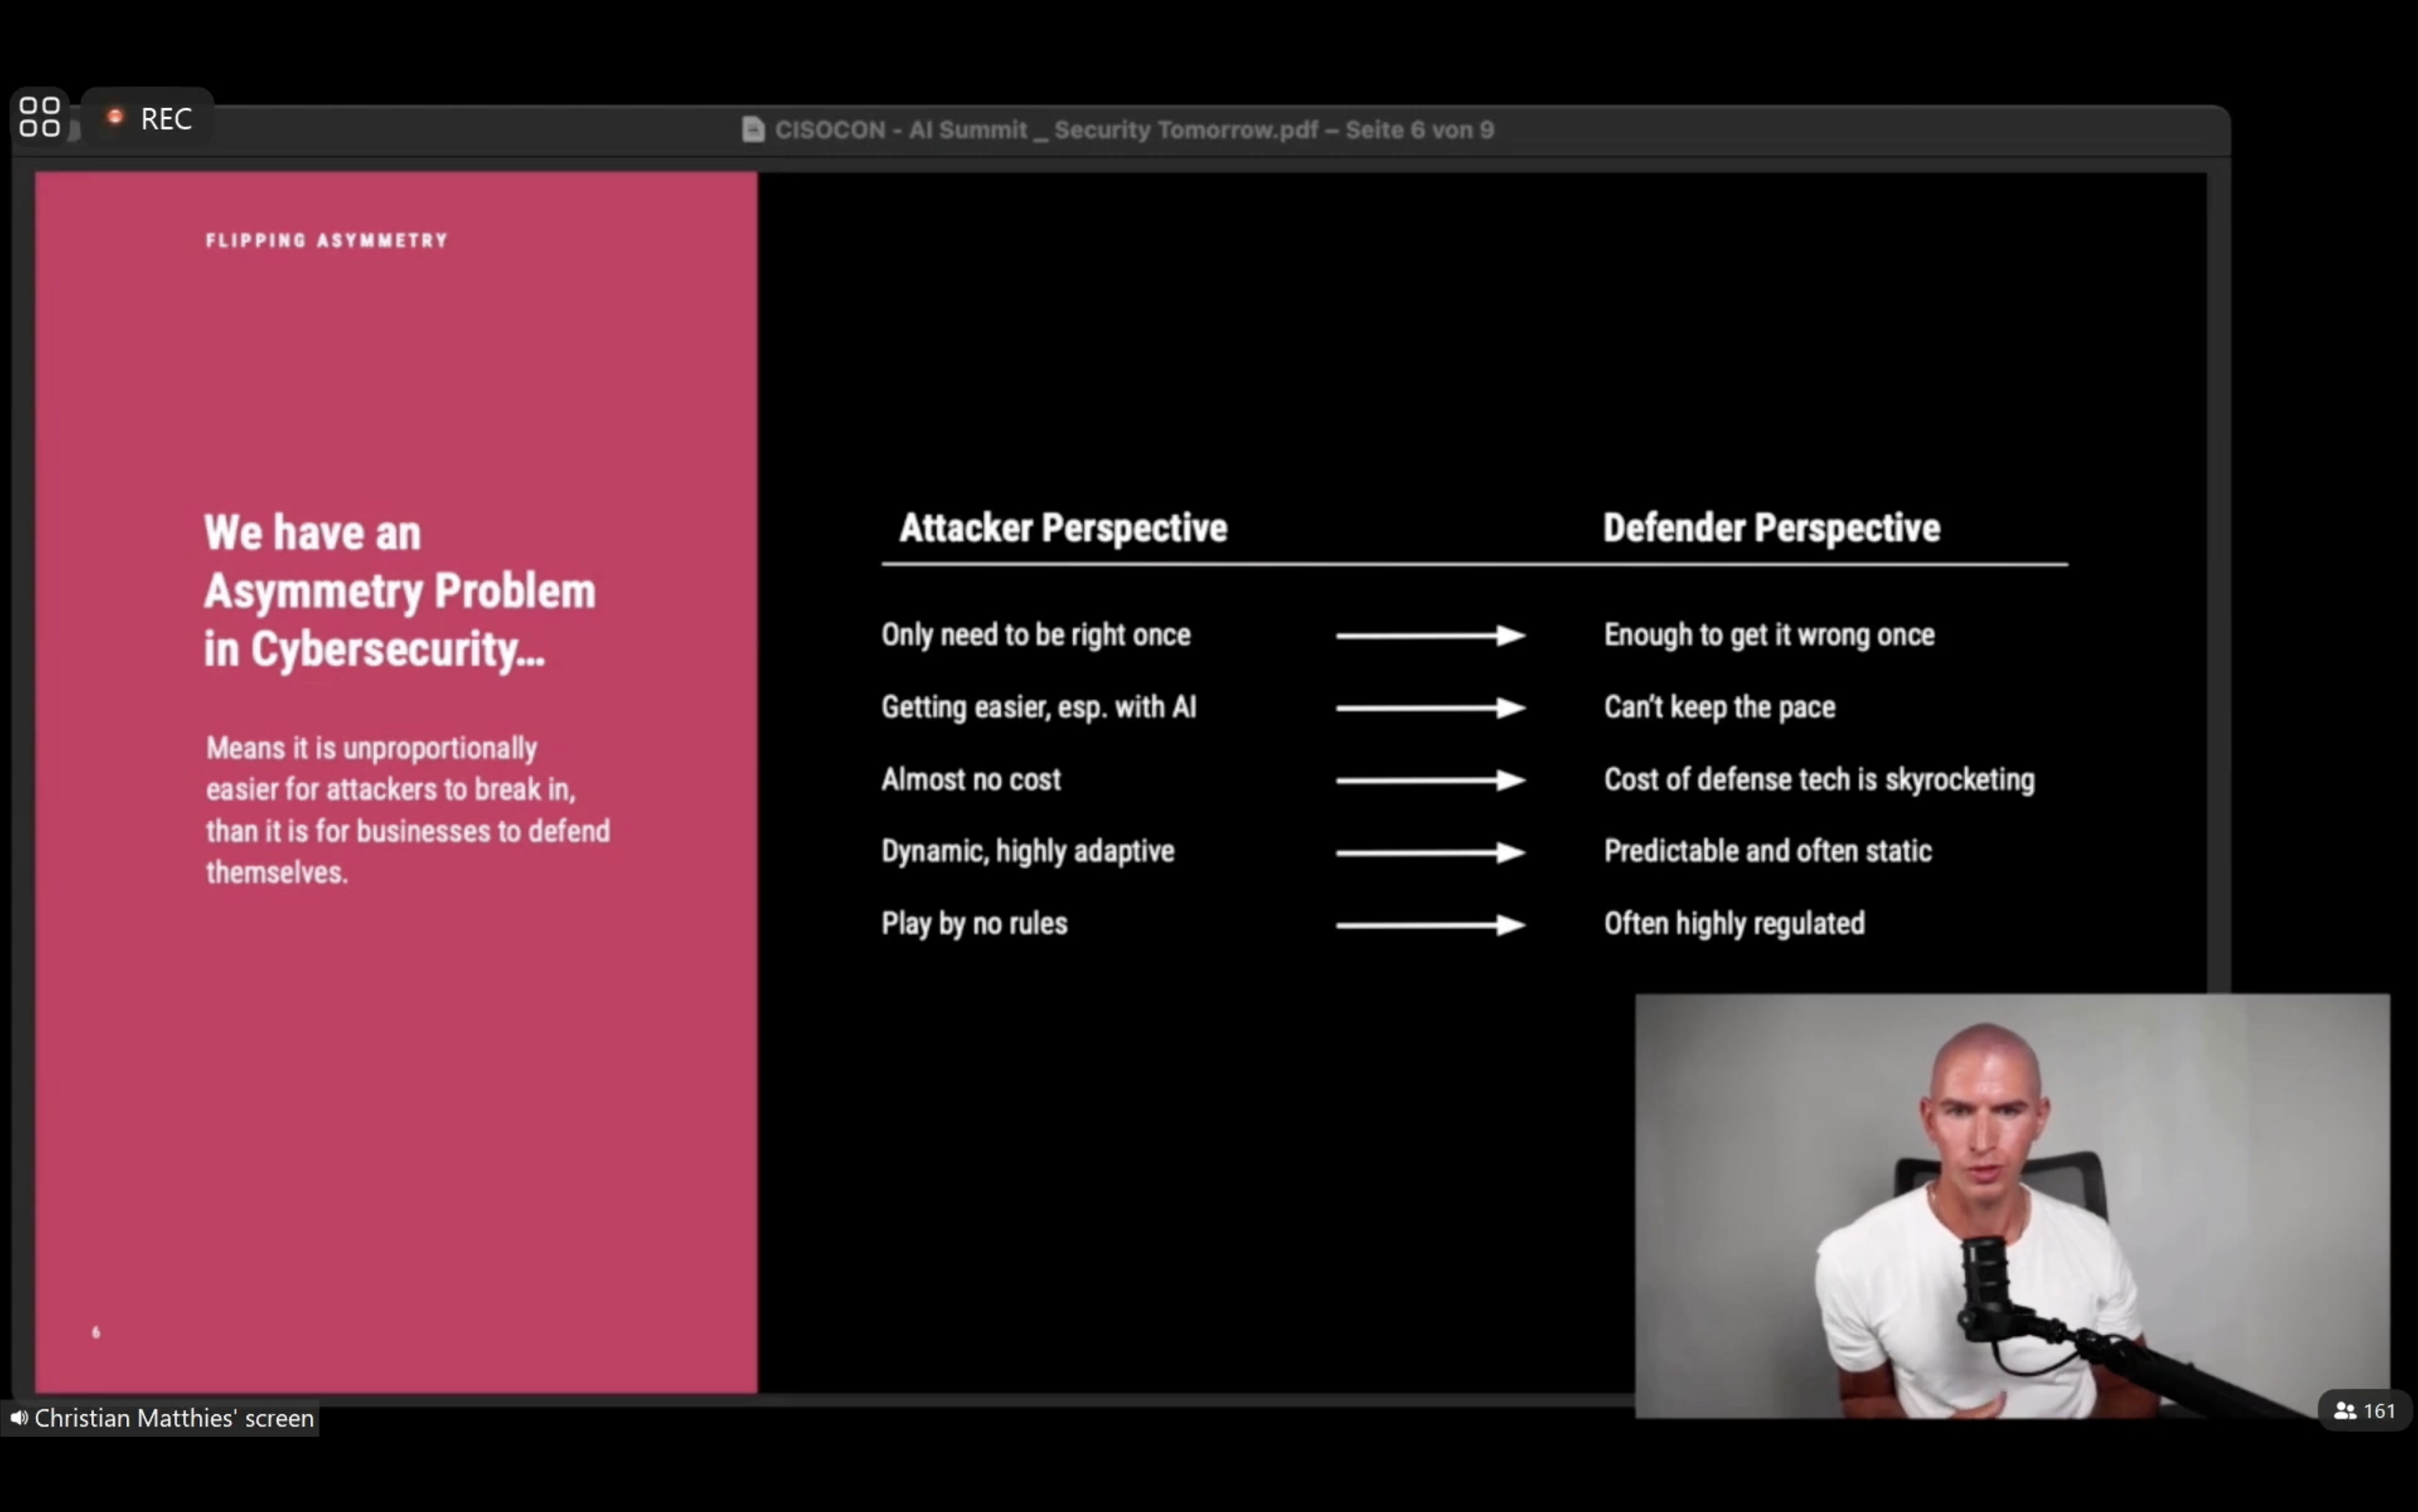 REC
CISOCON - AI Summit _ Security Tomorrow.pdf – Seite 6 von 9
FLIPPING ASYMMETRY
We have an
Asymmetry Problem
in Cybersecurity...
Means it is unproportionally
easier for attackers to break in,
than it is for businesses to defend
themselves.
Attacker Perspective Defender Perspective
Only need to be right once Enough to get it wrong once
Getting easier, esp. with AI Can't keep the pace
Almost no cost Cost of defense tech is skyrocketing
Dynamic, highly adaptive Predictable and often static
Play by no rules Often highly regulated
6
Christian Matthies' screen
161